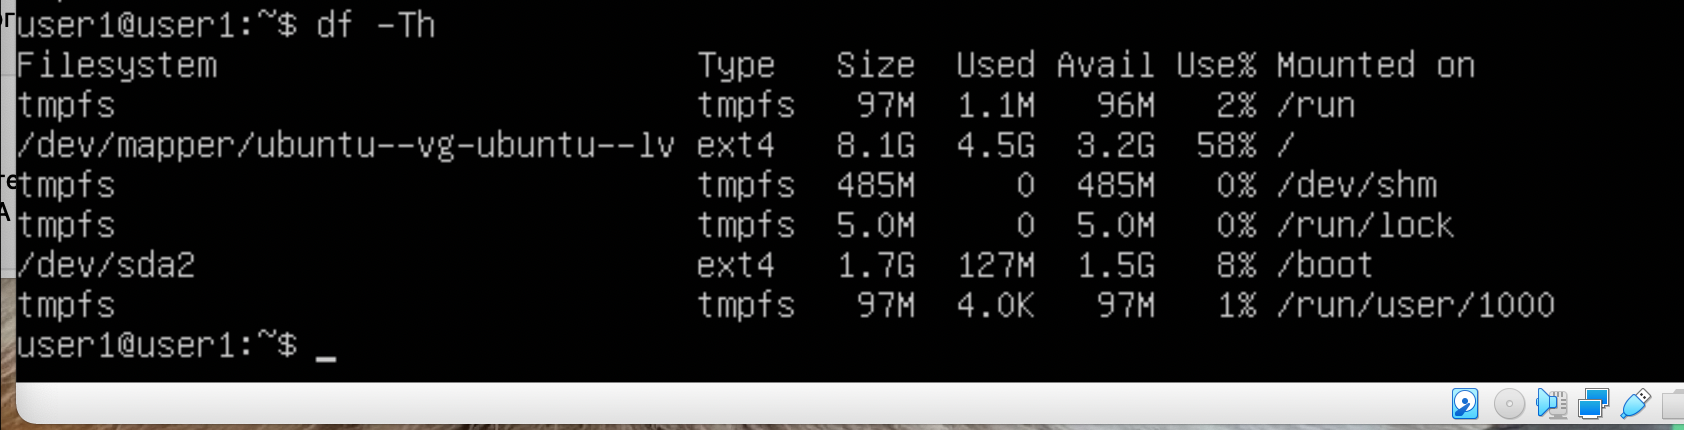 user1@user1:~$ df -Th
Filesystem Type Size Used Avail Use% Mounted on
tmpfs tmpfs 97M 1.1M 96M 2% /run
/dev/mapper/ubuntu--vg-ubuntu--lv ext4 8.1G 4.5G 3.2G 58% /
tmpfs tmpfs 485M 0 485M 0% /dev/shm
tmpfs tmpfs 5.0M 0 5.0M 0% /run/lock
/dev/sda2 ext4 1.7G 127M 1.5G 8% /boot
tmpfs tmpfs 97M 4.0K 97M 1% /run/user/1000
user1@user1:~$ _